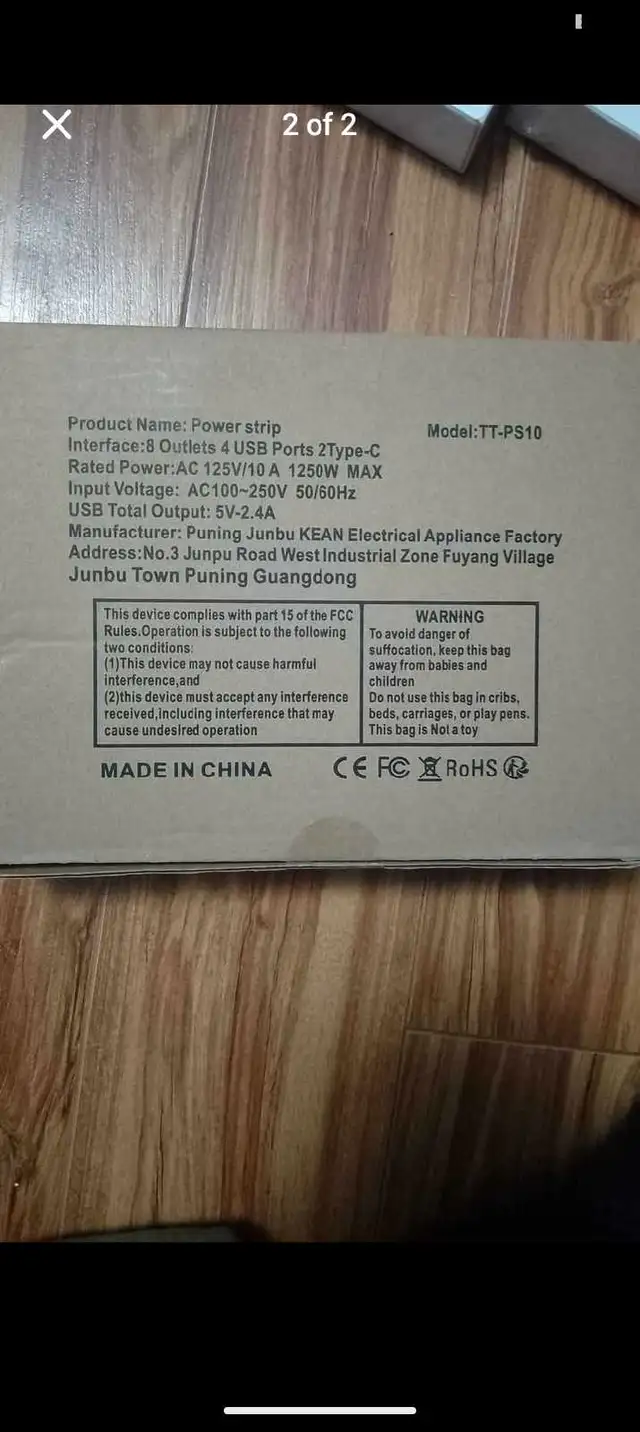 2 of 2
Product Name: Power strip
Model:TT-PS10
Interface:8 Outlets 4 USB Ports 2Type-C
Rated Power:AC 125V/10 A 1250W MAX
Input Voltage: AC100~250V 50/60Hz
USB Total Output: 5V-2.4A
Manufacturer: Puning Junbu KEAN Electrical Appliance Factory
Address:No.3 Junpu Road West Industrial Zone Fuyang Village
Junbu Town Puning Guangdong
This device complies with part 15 of the FCC
Rules.Operation is subject to the following
two conditions:
(1)This device may not cause harmful
interference,and
(2)this device must accept any interference
received,including interference that may
cause undesired operation
WARNING
To avoid danger of
suffocation, keep this bag
away from babies and
children
Do not use this bag in cribs,
beds, carriages, or play pens.
This bag is Not a toy
MADE IN CHINA
CE FC RoHS